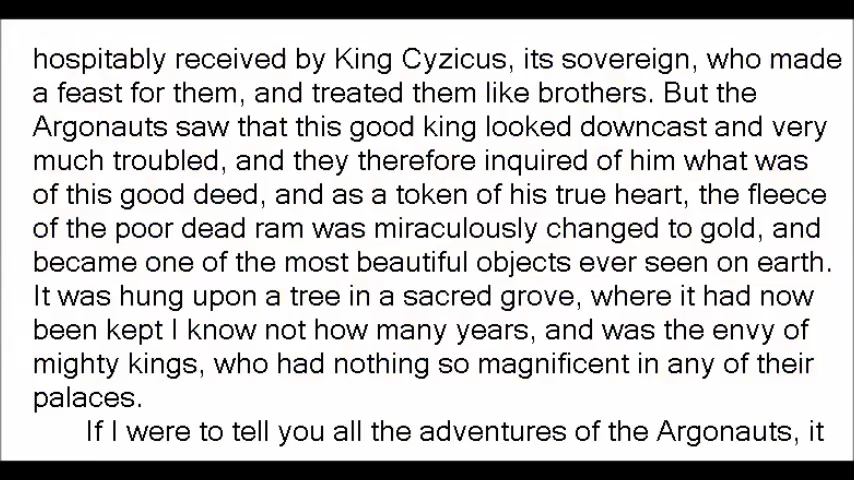 hospitably received by King Cyzicus, its sovereign, who made
a feast for them, and treated them like brothers. But the
Argonauts saw that this good king looked downcast and very
much troubled, and they therefore inquired of him what was
of this good deed, and as a token of his true heart, the fleece
of the poor dead ram was miraculously changed to gold, and
became one of the most beautiful objects ever seen on earth.
It was hung upon a tree in a sacred grove, where it had now
been kept I know not how many years, and was the envy of
mighty kings, who had nothing so magnificent in any of their
palaces.
If I were to tell you all the adventures of the Argonauts, it